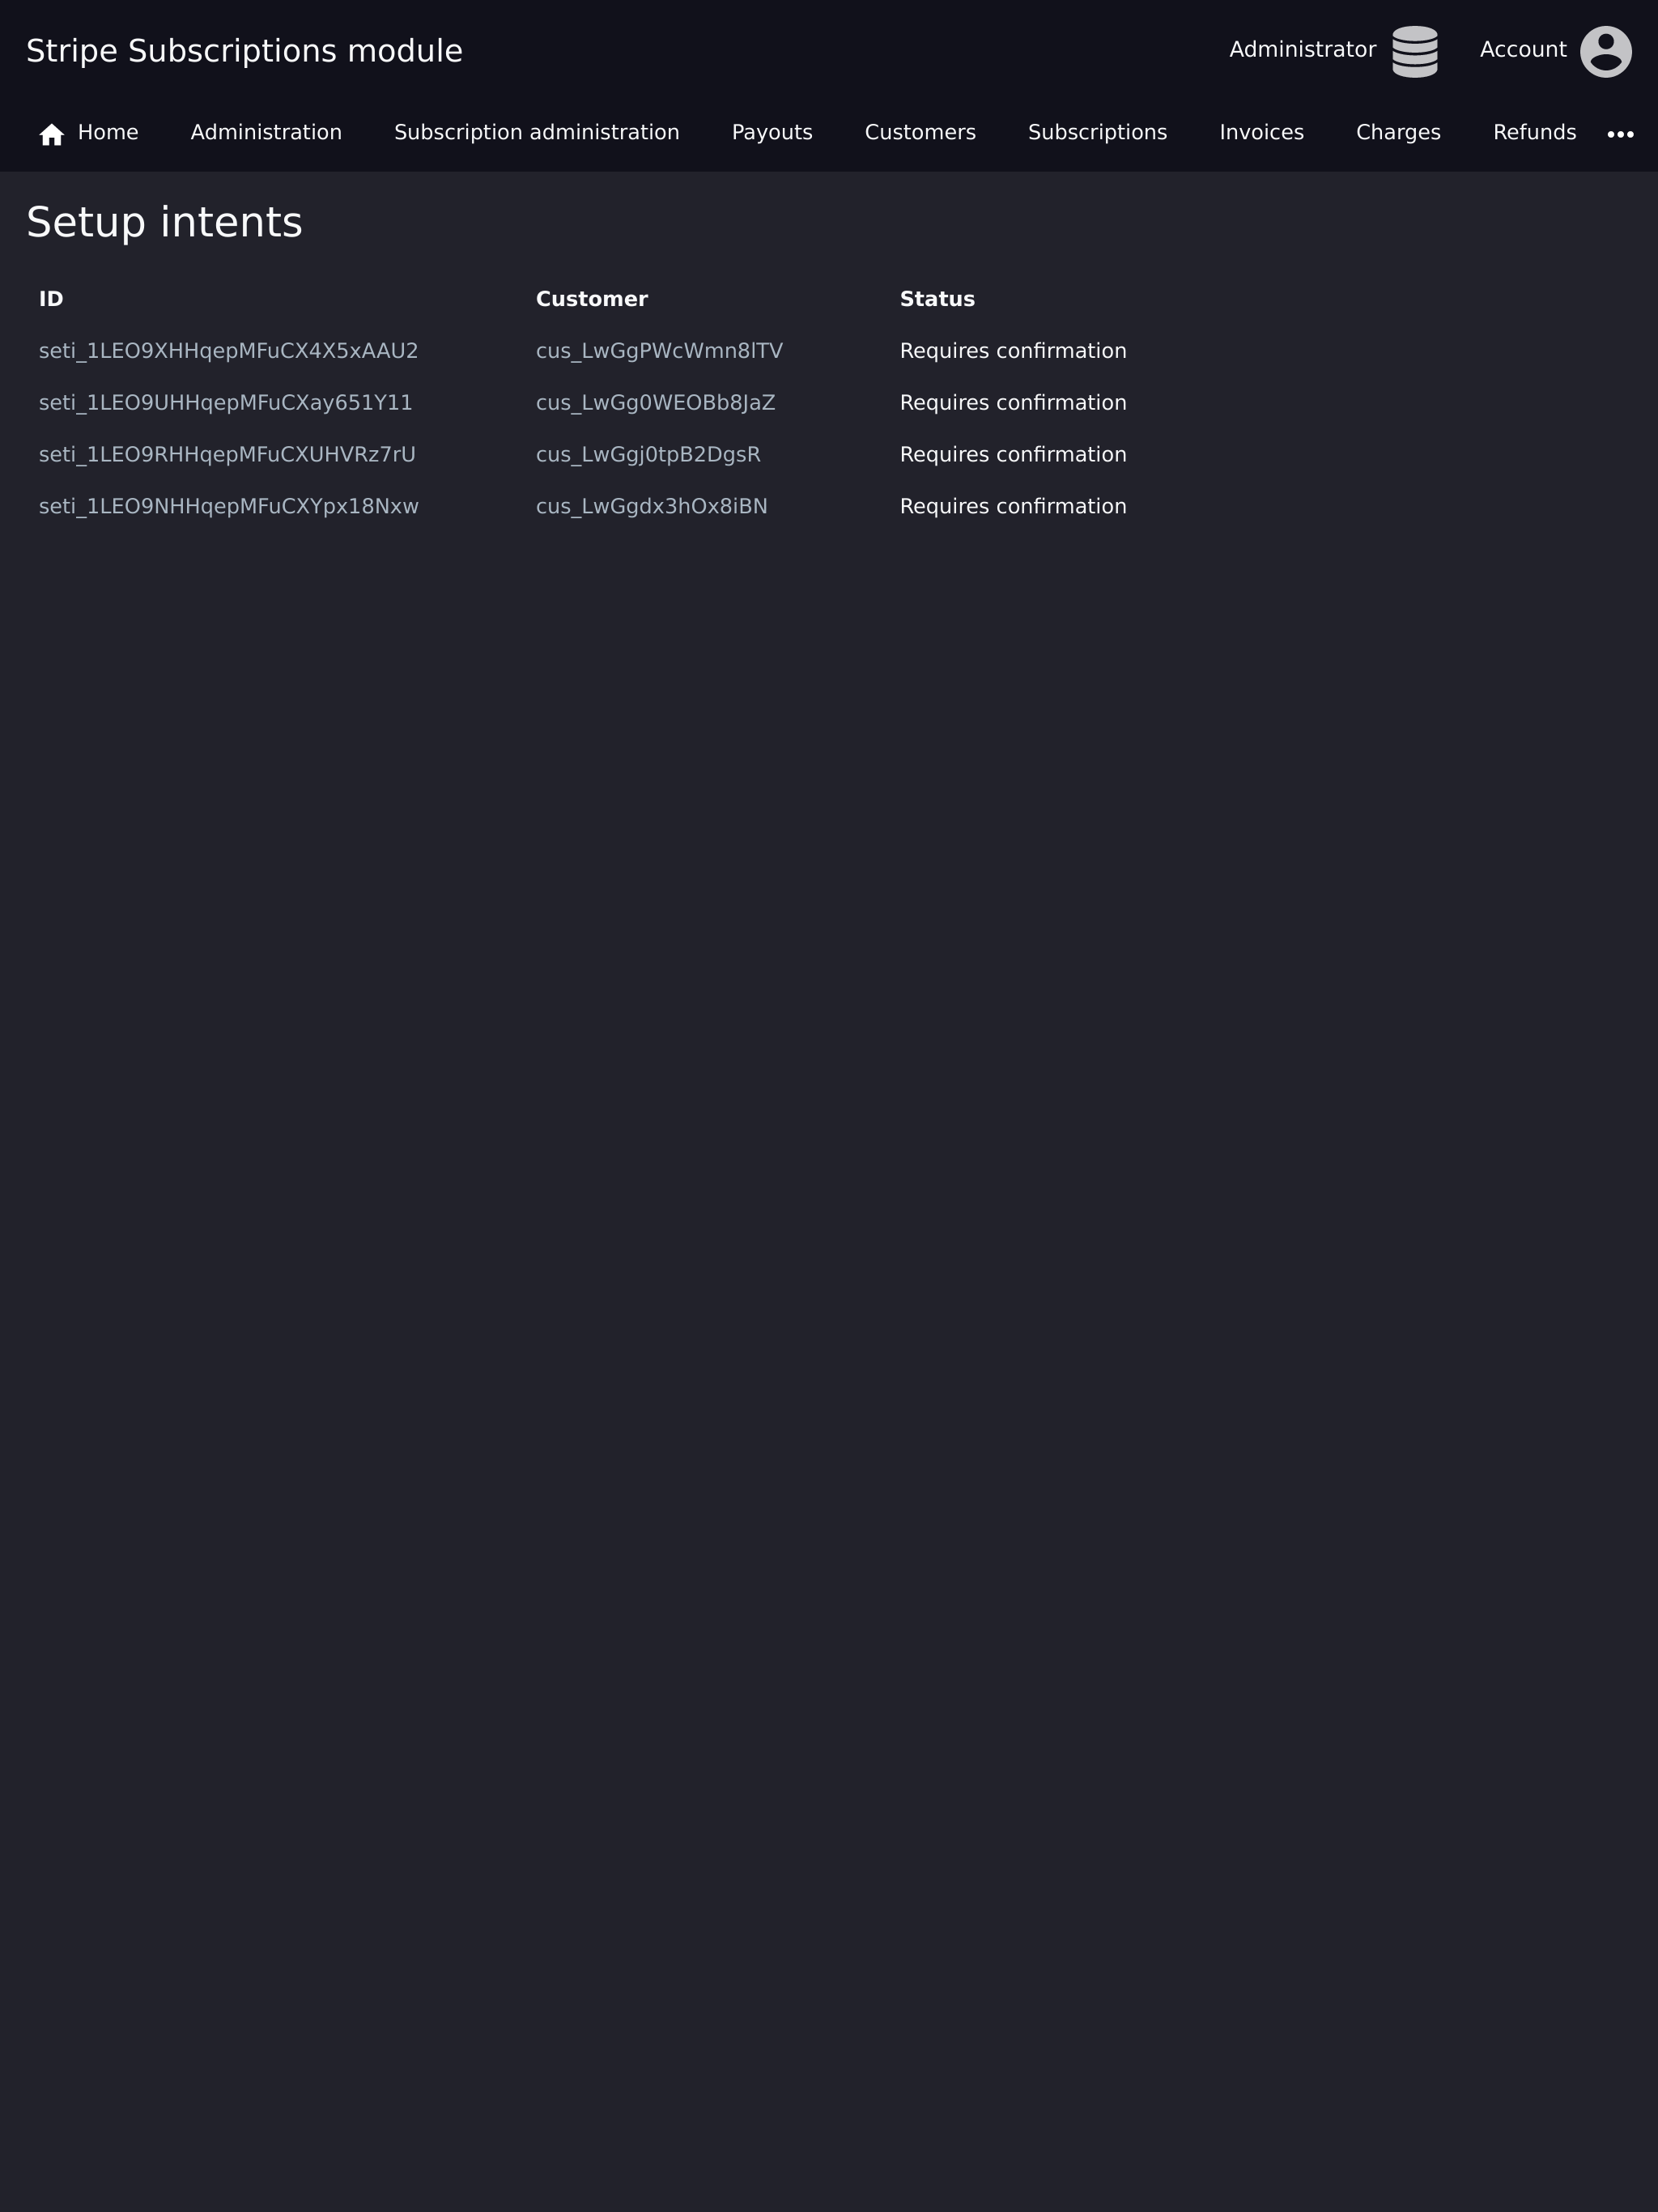 Stripe Subscriptions module
Administrator Account
Home Administration Subscription administration Payouts Customers Subscriptions Invoices Charges Refunds •••
Setup intents
ID Customer Status
seti_1LEO9XHHqepMFuCX4X5xAAU2 cus_LwGgPWcWmn8lTV Requires confirmation
seti_1LEO9UHHqepMFuCXay651Y11 cus_LwGg0WEOBb8JaZ Requires confirmation
seti_1LEO9RHHqepMFuCXUHVRz7rU cus_LwGgj0tpB2DgsR Requires confirmation
seti_1LEO9NHHqepMFuCXYpx18Nxw cus_LwGgdx3hOx8iBN Requires confirmation